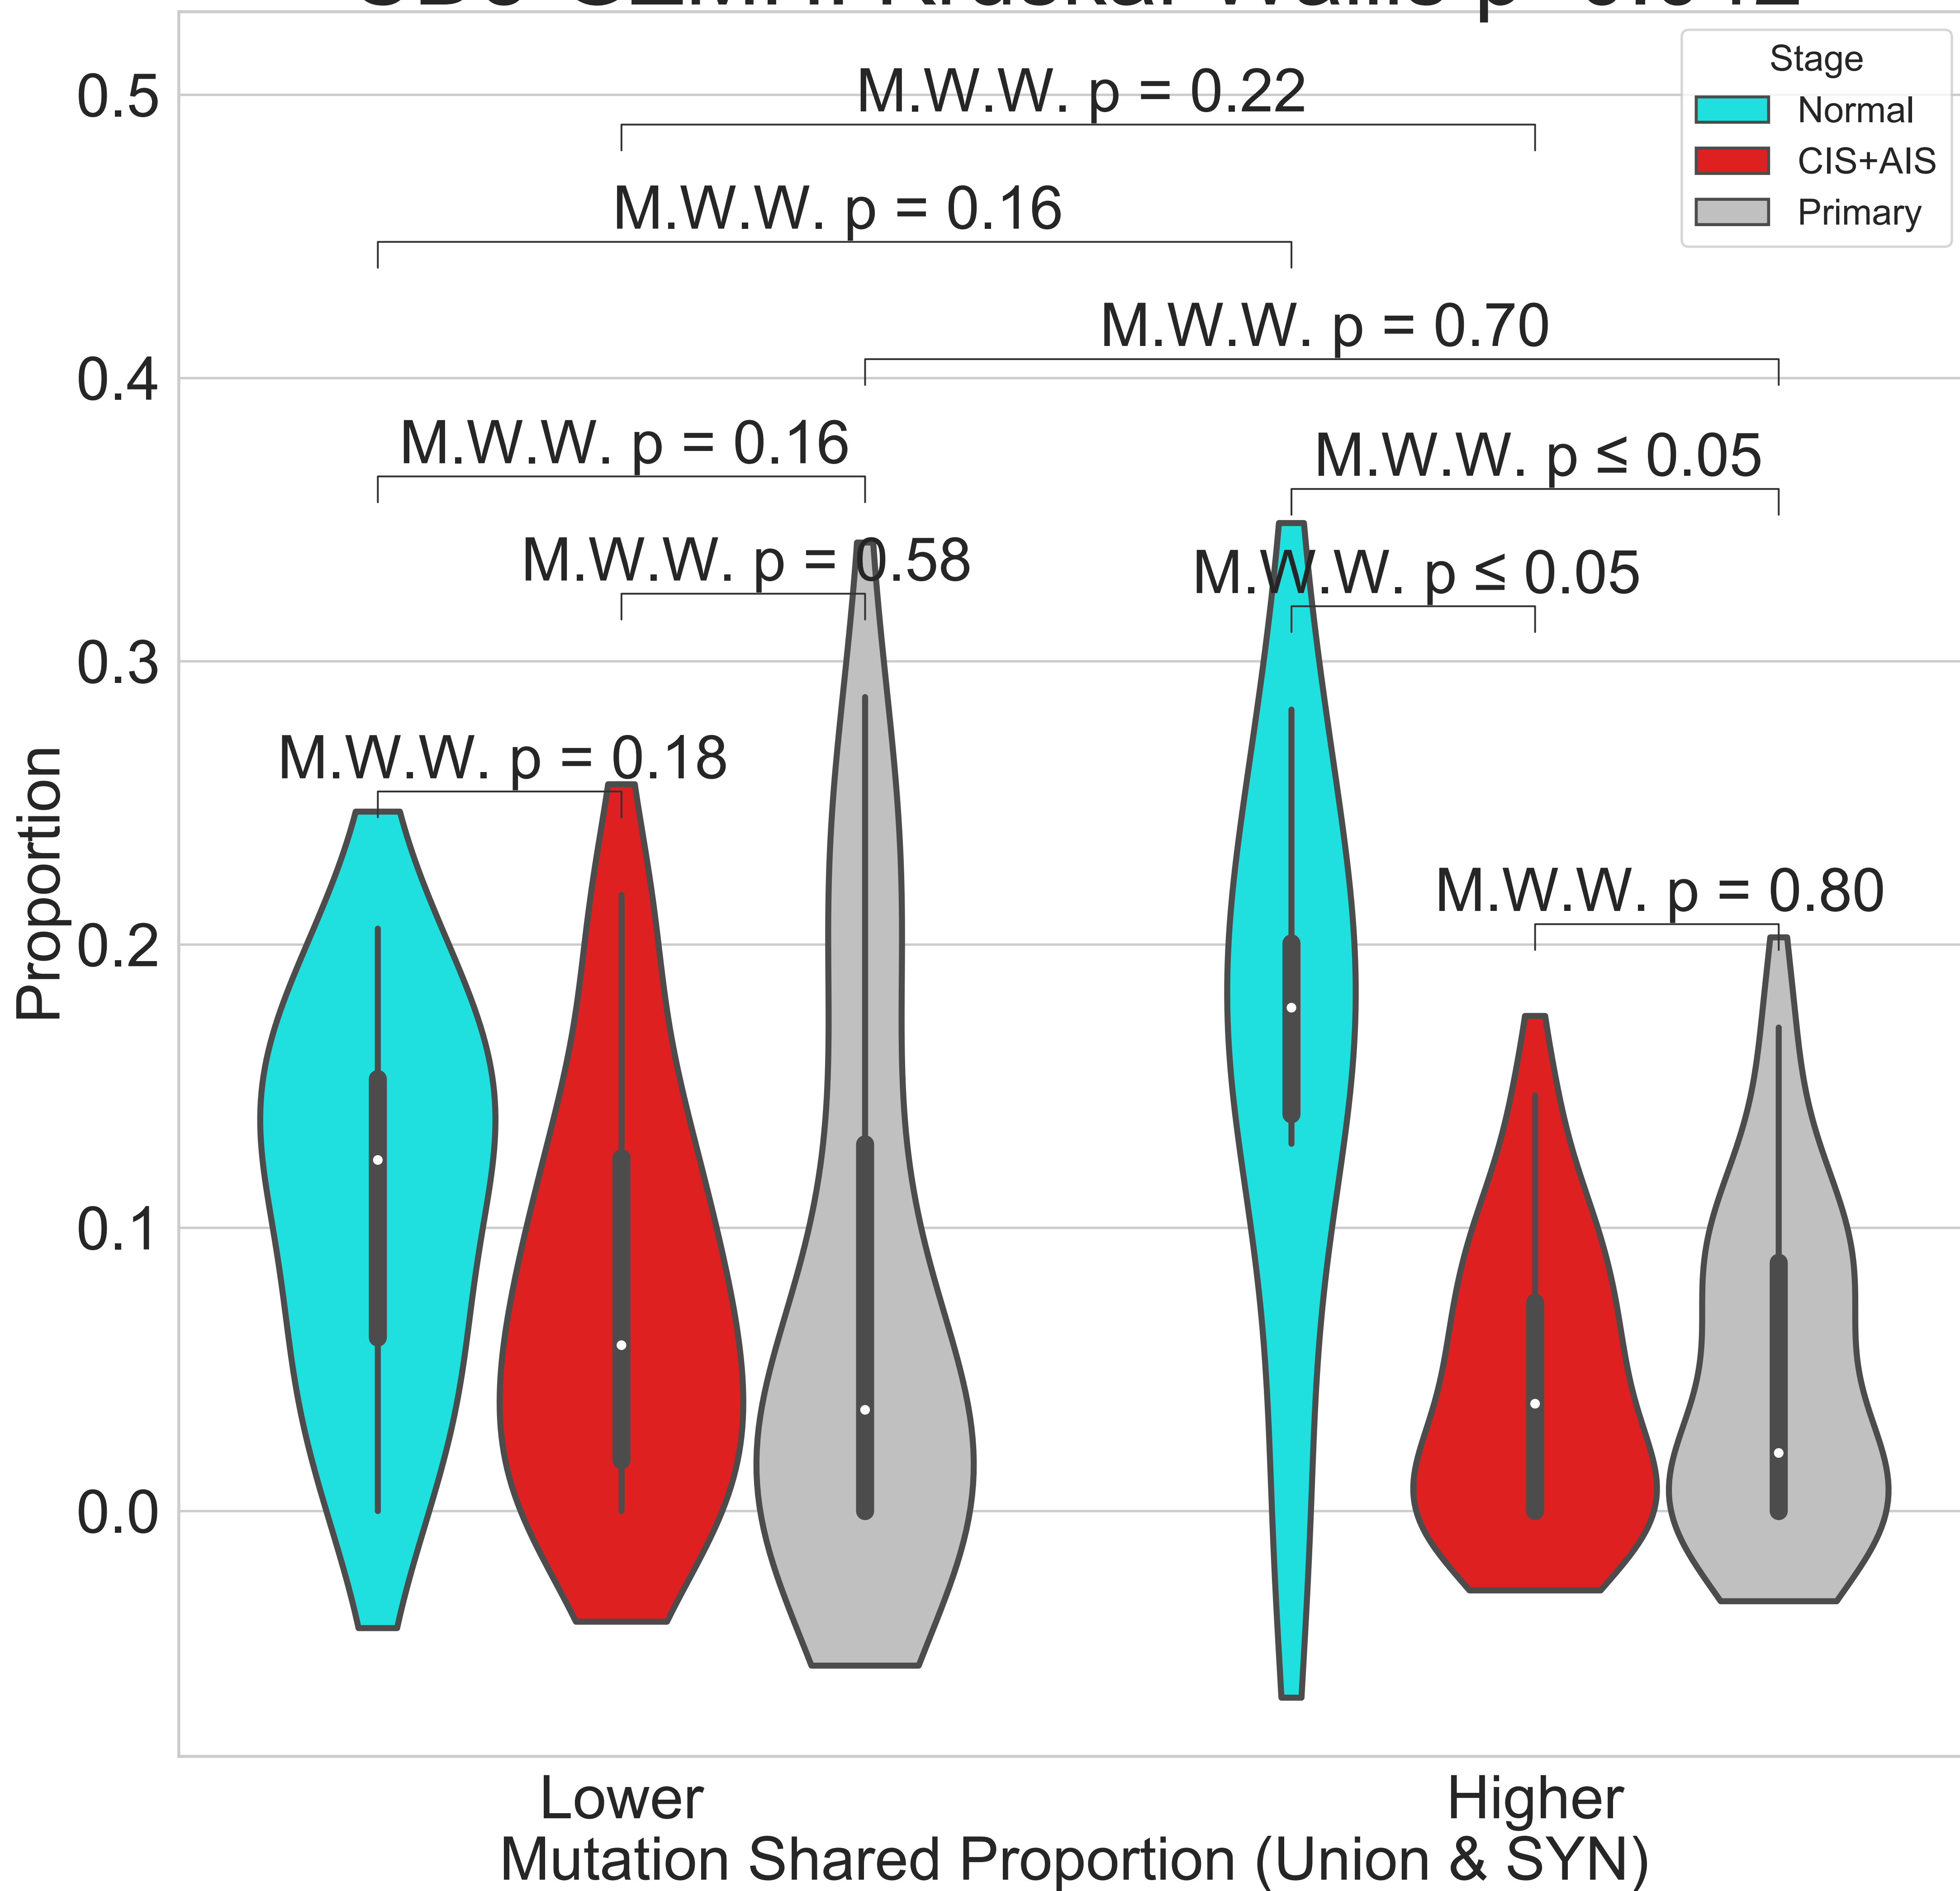 Stage
Normal
CIS+AIS
Primary
M.W.W. p = 0.22
M.W.W. p = 0.16
M.W.W. p = 0.70
M.W.W. p = 0.16
M.W.W. p ≤ 0.05
M.W.W. p = 0.58
M.W.W. p ≤ 0.05
M.W.W. p = 0.18
M.W.W. p = 0.80
0.5
0.4
0.3
0.2
0.1
0.0
Proportion
Lower
Higher
Mutation Shared Proportion (Union & SYN)